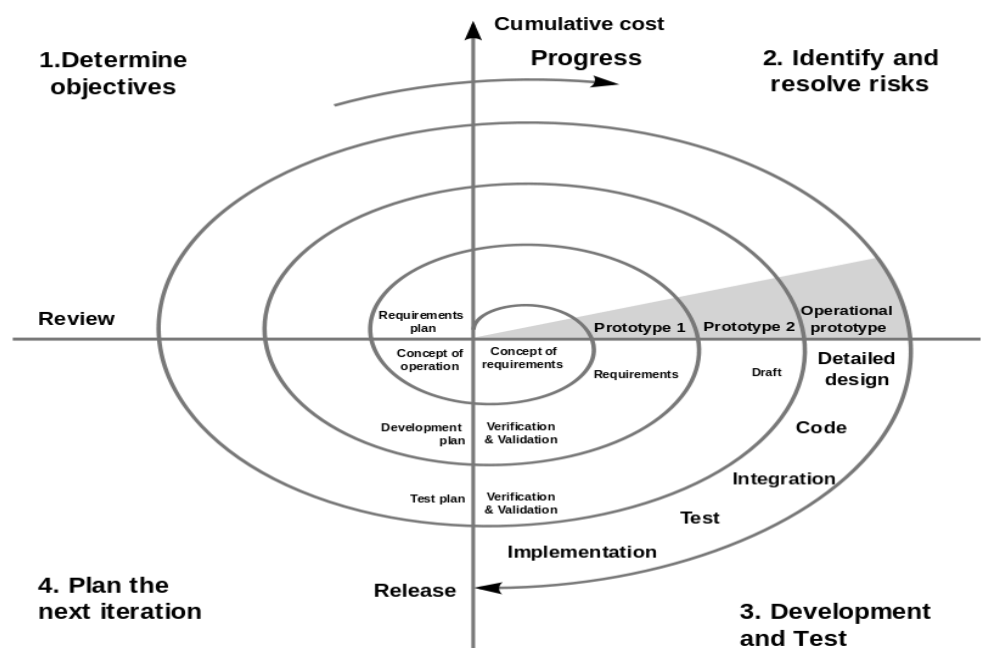 Cumulative cost
Progress
1.Determine
objectives
2. Identify and
resolve risks
Review
Requirements
plan
Prototype 1
Prototype 2
Operational
prototype
Concept of
operation
Concept of
requirements
Requirements
Draft
Detailed
design
Development
plan
Verification
& Validation
Code
Test plan
Verification
& Validation
Integration
Test
Implementation
Release
4. Plan the
next iteration
3. Development
and Test